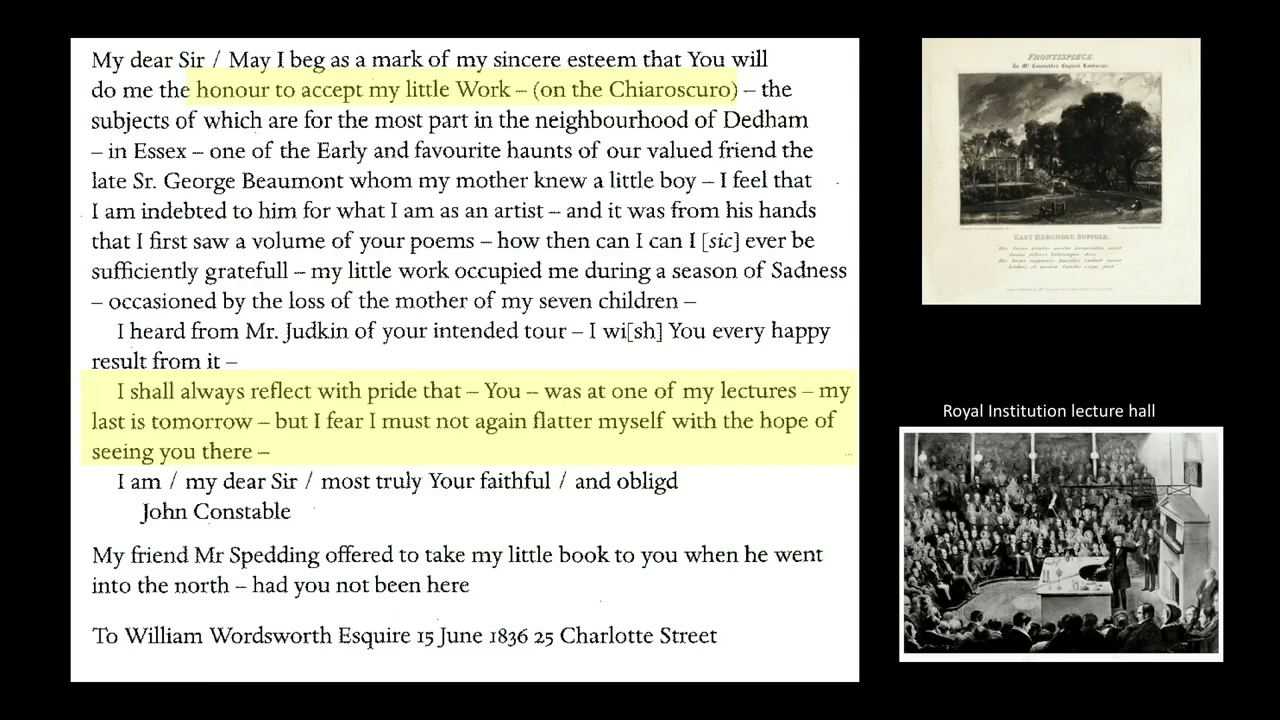 My dear Sir / May I beg as a mark of my sincere esteem that You will
do me the honour to accept my little Work – (on the Chiaroscuro) – the
subjects of which are for the most part in the neighbourhood of Dedham
– in Essex – one of the Early and favourite haunts of our valued friend the
late Sr. George Beaumont whom my mother knew a little boy – I feel that
I am indebted to him for what I am as an artist – and it was from his hands
that I first saw a volume of your poems – how then can I can I [sic] ever be
sufficiently gratefull – my little work occupied me during a season of Sadness
– occasioned by the loss of the mother of my seven children –
I heard from Mr. Judkin of your intended tour – I wi[sh] You every happy
result from it –
I shall always reflect with pride that – You – was at one of my lectures – my
last is tomorrow – but I fear I must not again flatter myself with the hope of
seeing you there –
I am / my dear Sir / most truly Your faithful / and obligd
John Constable
My friend Mr Spedding offered to take my little book to you when he went
into the north – had you not been here
To William Wordsworth Esquire 15 June 1836 25 Charlotte Street
FRONTISPIECE
To Mr Constable's English Landscape
EAST BERGHOLT, SUFFOLK.
Royal Institution lecture hall